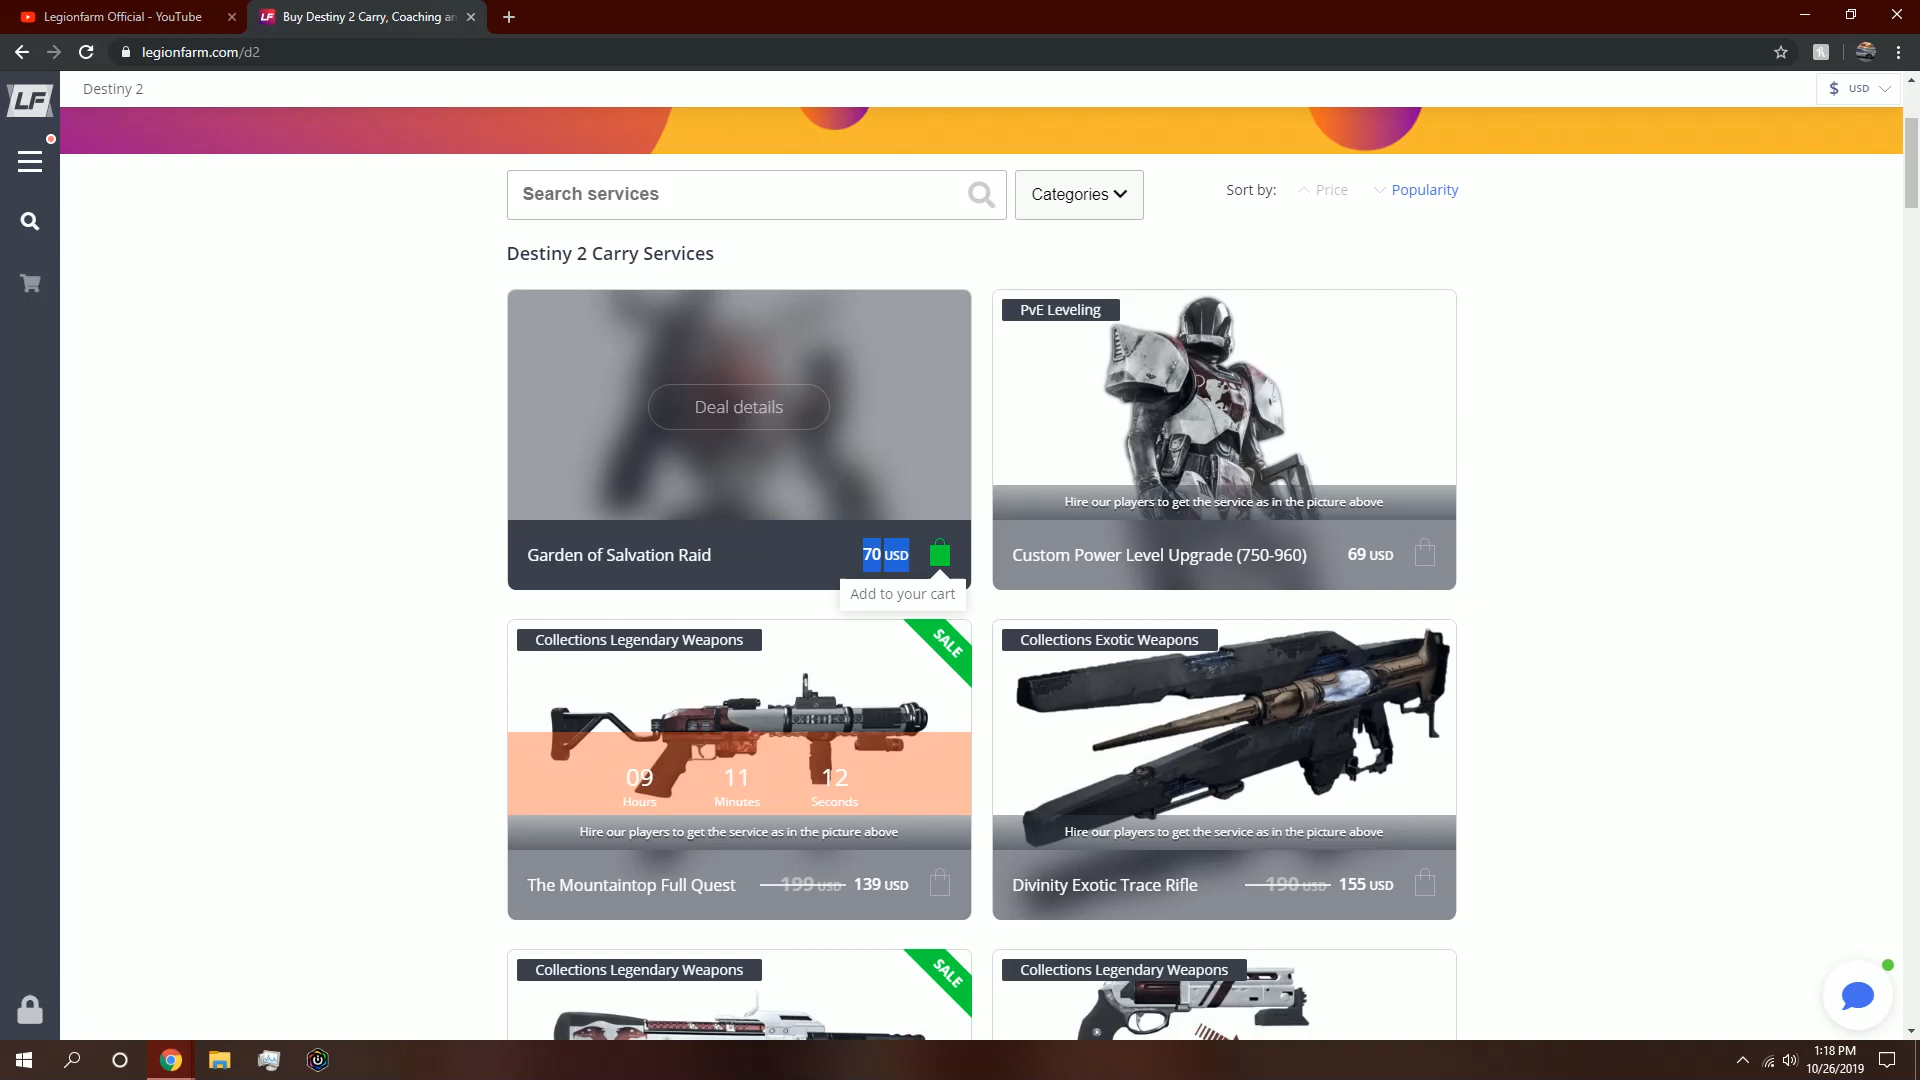 Legionfarm Official - YouTube
Buy Destiny 2 Carry, Coaching an
legionfarm.com/d2
LF
Destiny 2
$ USD
Search services
Categories
Sort by:
Price
Popularity
Destiny 2 Carry Services
Deal details
Garden of Salvation Raid
70 USD
Add to your cart
PvE Leveling
Hire our players to get the service as in the picture above
Custom Power Level Upgrade (750-960)
69 USD
Collections Legendary Weapons
SALE
09 11 12
Hours Minutes Seconds
Hire our players to get the service as in the picture above
The Mountaintop Full Quest
199 USD 139 USD
Collections Exotic Weapons
Hire our players to get the service as in the picture above
Divinity Exotic Trace Rifle
190 USD 155 USD
Collections Legendary Weapons
SALE
Collections Legendary Weapons
1:18 PM
10/26/2019